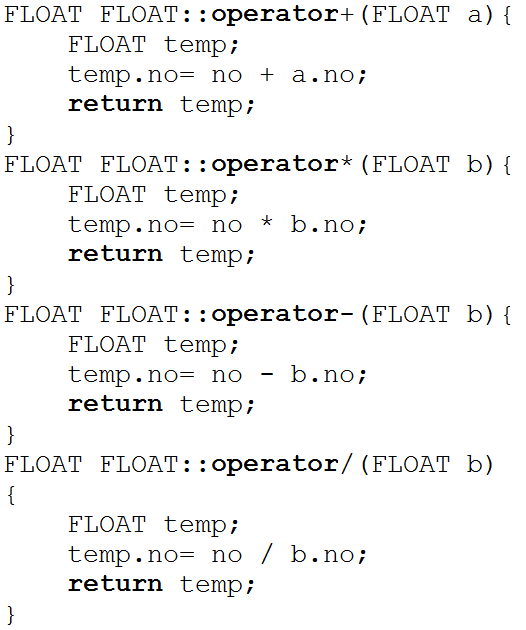 FLOAT FLOAT::operator+(FLOAT a){
    FLOAT temp;
    temp.no= no + a.no;
    return temp;
}
FLOAT FLOAT::operator*(FLOAT b){
    FLOAT temp;
    temp.no= no * b.no;
    return temp;
}
FLOAT FLOAT::operator-(FLOAT b){
    FLOAT temp;
    temp.no= no - b.no;
    return temp;
}
FLOAT FLOAT::operator/(FLOAT b)
{
    FLOAT temp;
    temp.no= no / b.no;
    return temp;
}